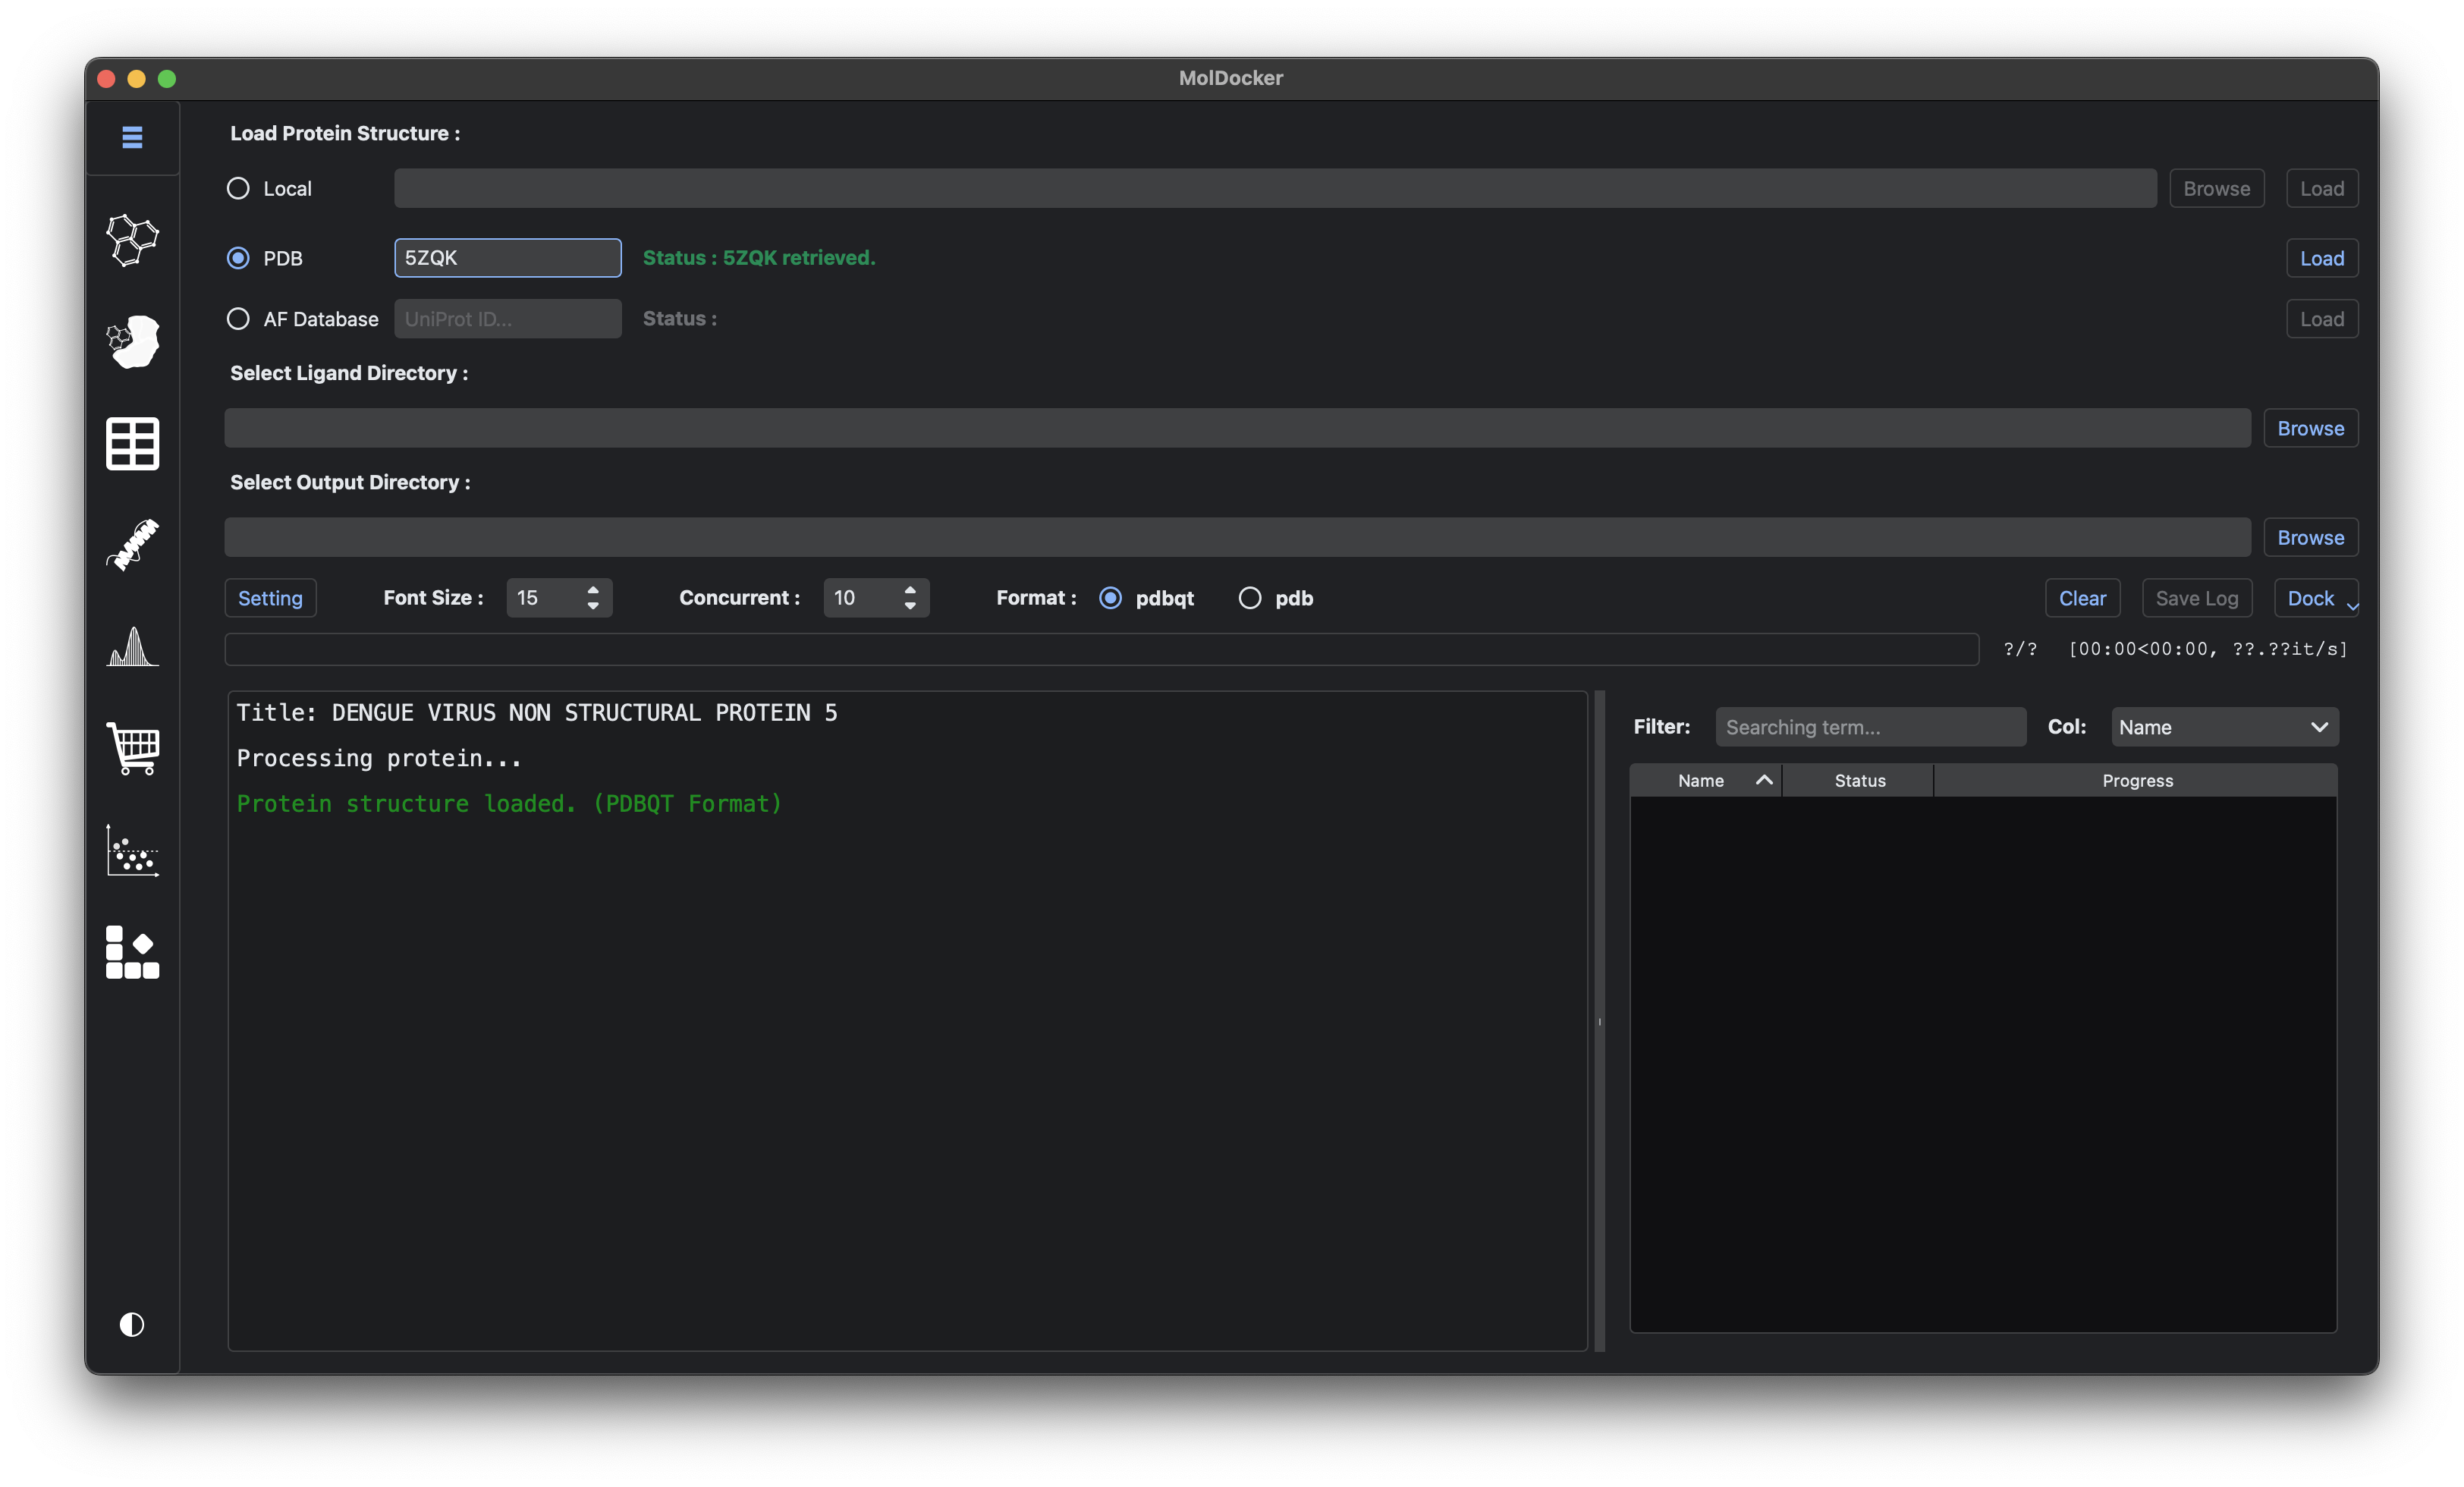 MolDocker
Load Protein Structure :
Local Browse Load
PDB 5ZQK Status : 5ZQK retrieved. Load
AF Database UniProt ID... Status : Load
Select Ligand Directory :
Browse
Select Output Directory :
Browse
Setting Font Size : 15 Concurrent : 10 Format : pdbqt pdb Clear Save Log Dock
?/? [00:00<00:00, ??.??it/s]
Title: DENGUE VIRUS NON STRUCTURAL PROTEIN 5
Processing protein...
Protein structure loaded. (PDBQT Format)
Filter: Searching term... Col: Name
Name Status Progress